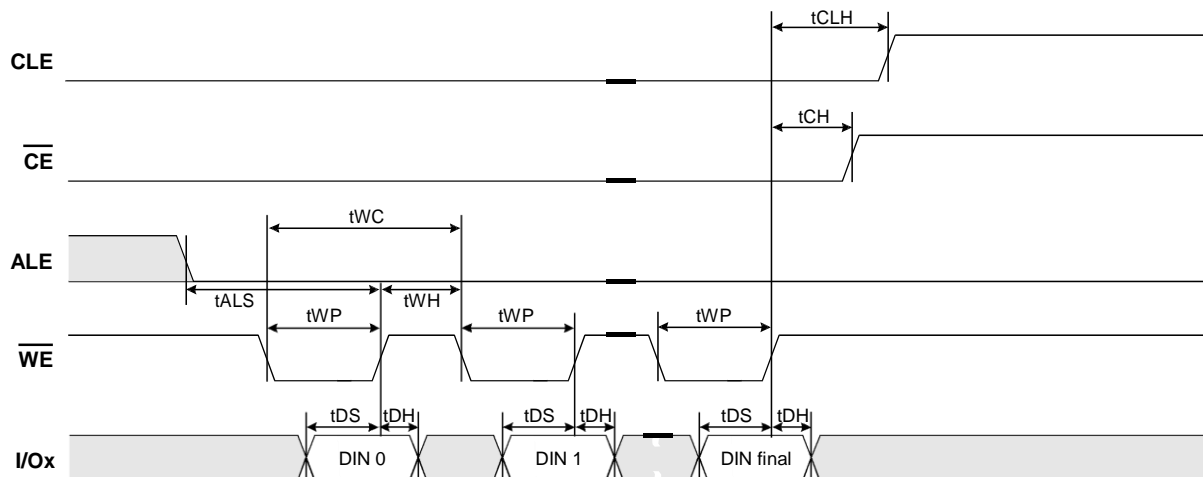 tCLH
CLE
tCH
CE
tWC
ALE
tALS
tWH
tWP
tWP
tWP
WE
tDS
tDH
tDS
tDH
tDS
tDH
I/Ox
DIN 0
DIN 1
DIN final